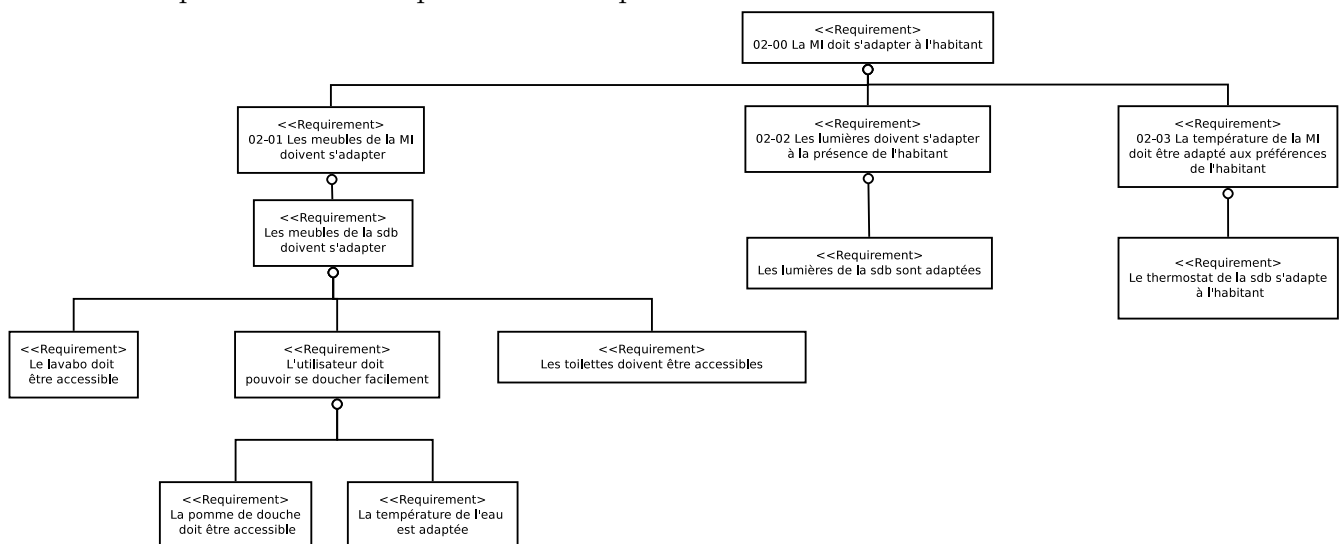 <<Requirement>
02-00 La MI doit s'adapter à l'habitant
<<Requirement>
02-01 Les meubles de la MI
doivent s'adapter
<<Requirement>
02-02 Les lumières doivent s'adapter
à la présence de l'habitant
<<Requirement>
02-03 La température de la MI
doit être adapté aux préférences
de l'habitant
<<Requirement>
Les meubles de la sdb
doivent s'adapter
<<Requirement>
Les lumières de la sdb sont adaptées
<<Requirement>
Le thermostat de la sdb s'adapte
à l'habitant
<<Requirement>
Le lavabo doit
être accessible
<<Requirement>
L'utilisateur doit
pouvoir se doucher facilement
<<Requirement>
Les toilettes doivent être accessibles
<<Requirement>
La pomme de douche
doit être accessible
<<Requirement>
La température de l'eau
est adaptée